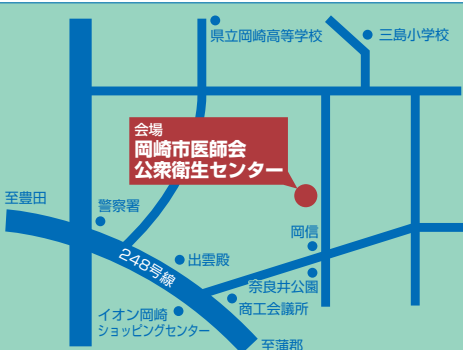 県立岡崎高等学校
三島小学校
会場
岡崎市医師会
公衆衛生センター
至豊田
警察署
岡信
248号線
出雲殿
奈良井公園
商工会議所
イオン岡崎
ショッピングセンター
至蒲郡